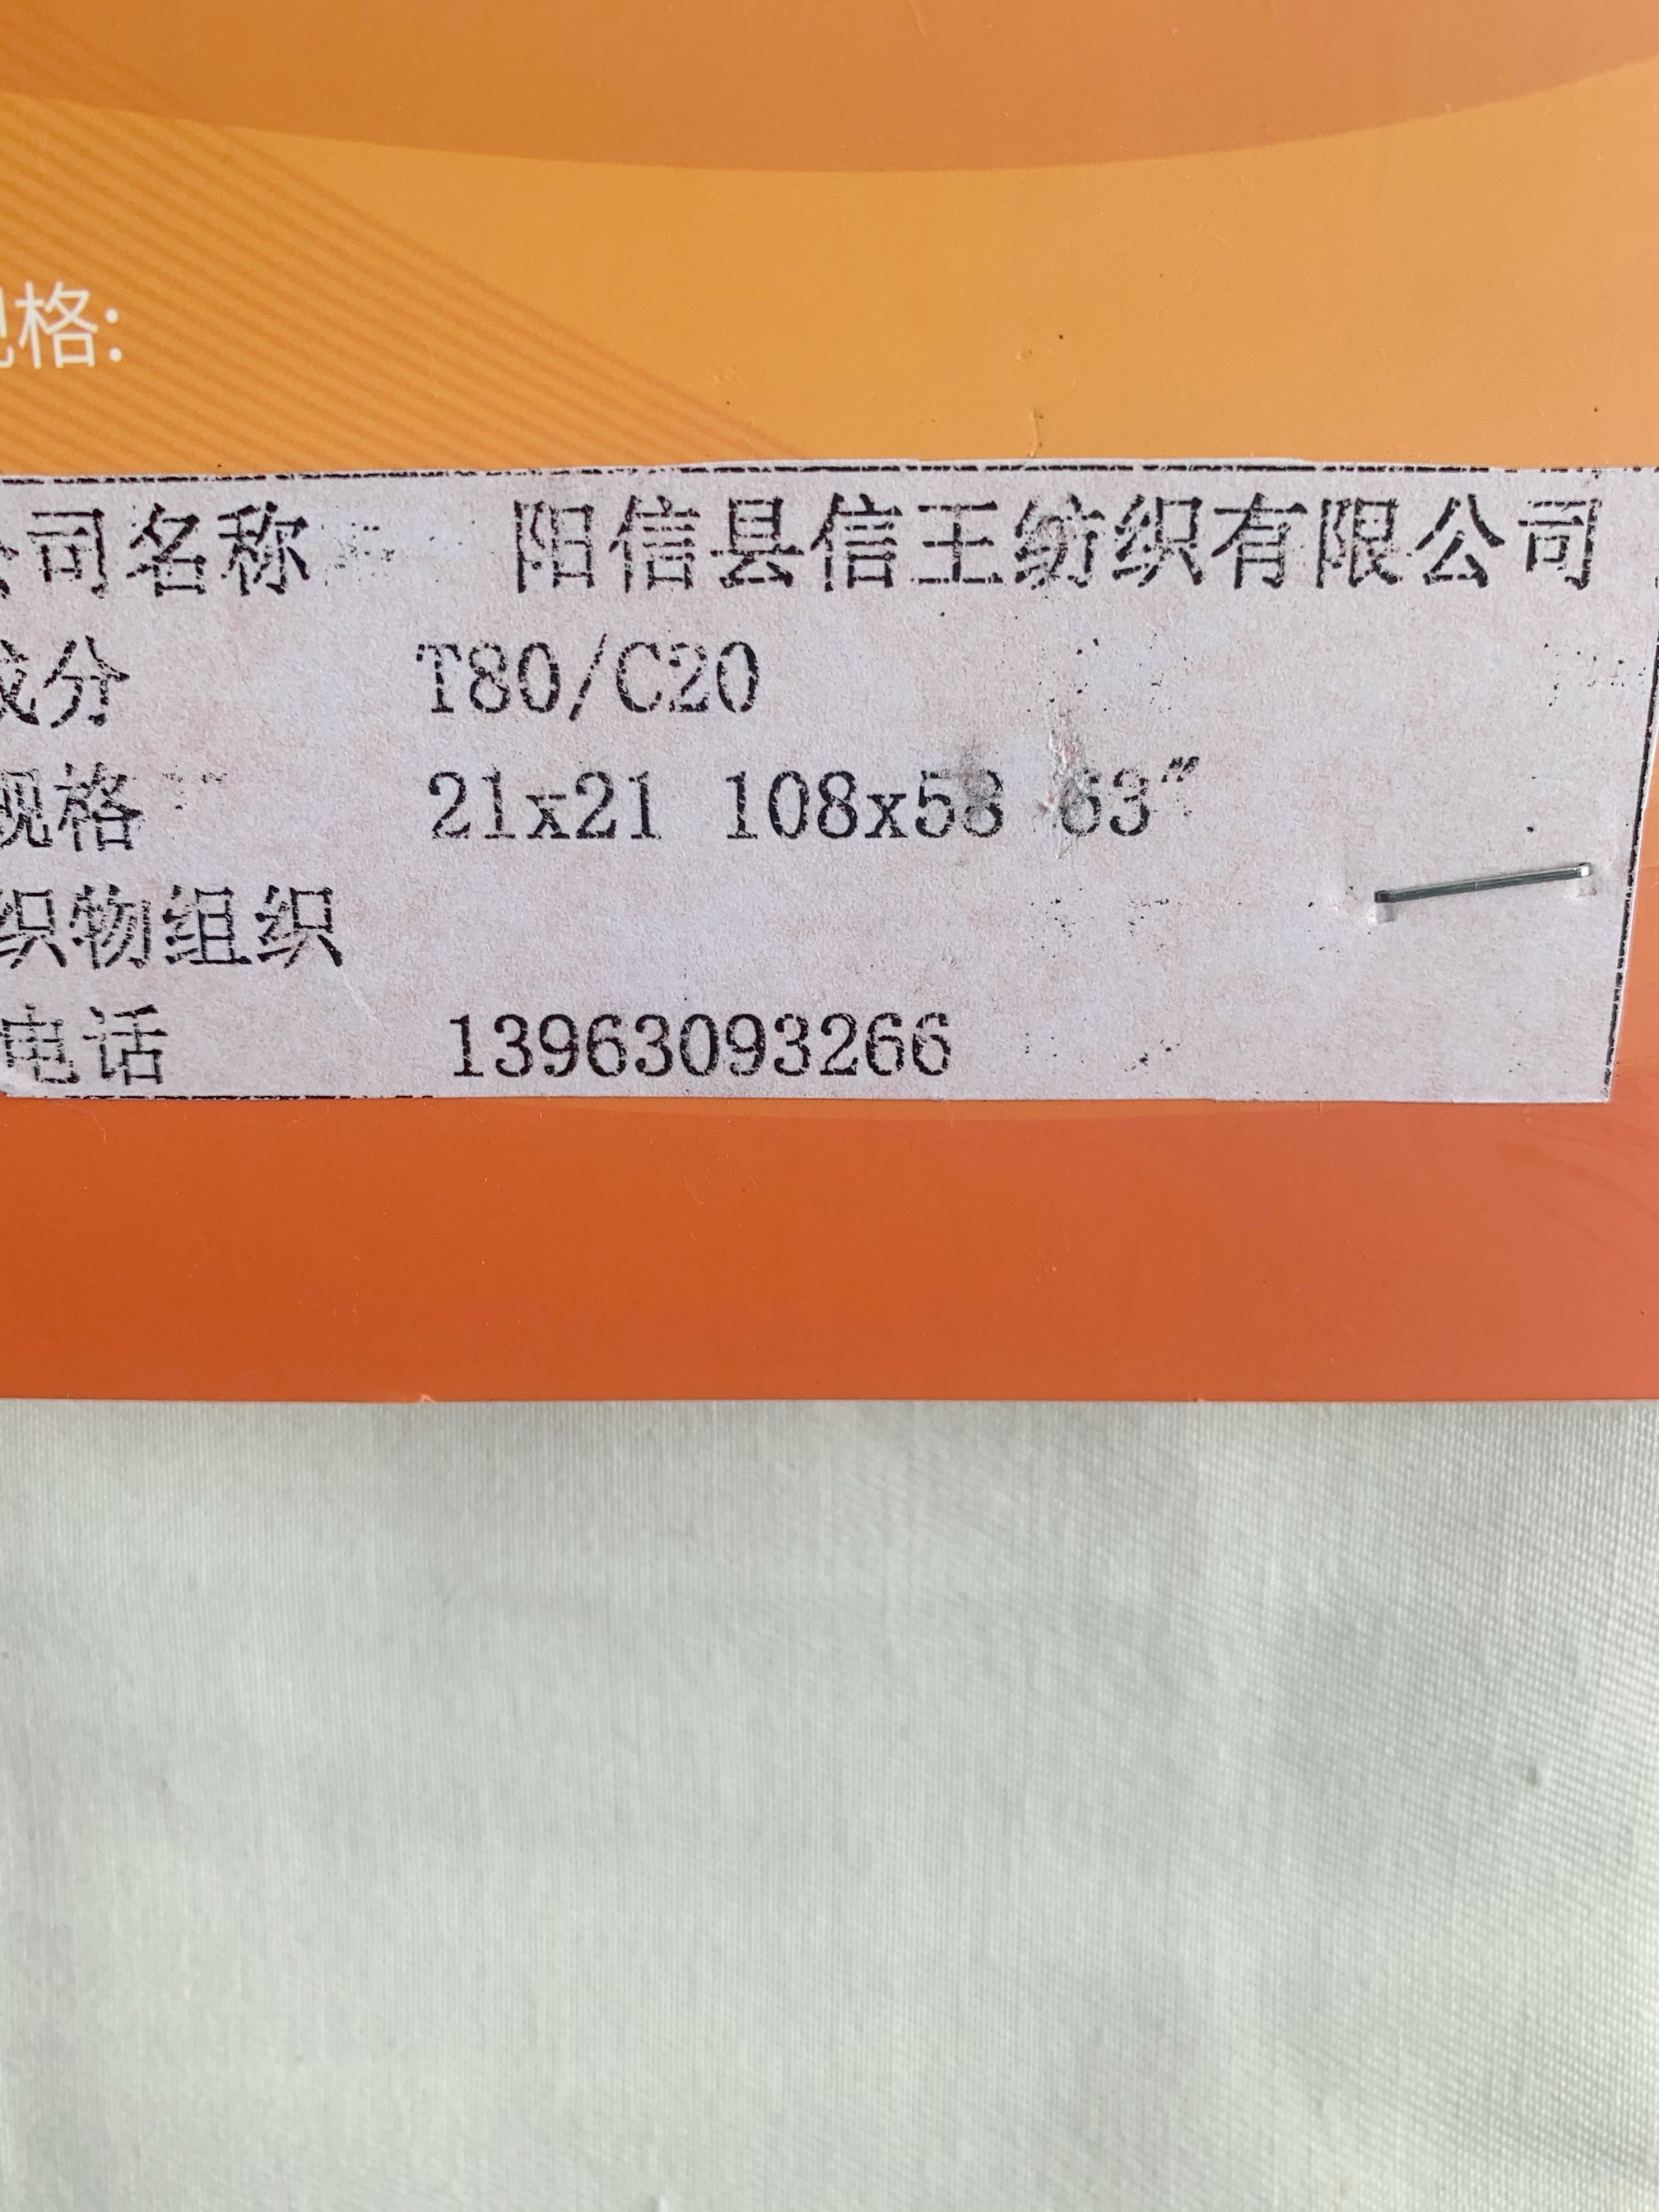 规格:
公司名称 阳信县信王纺织有限公司
成分 T80/C20
规格 21x21 108x58 63"
织物组织
电话 13963093266